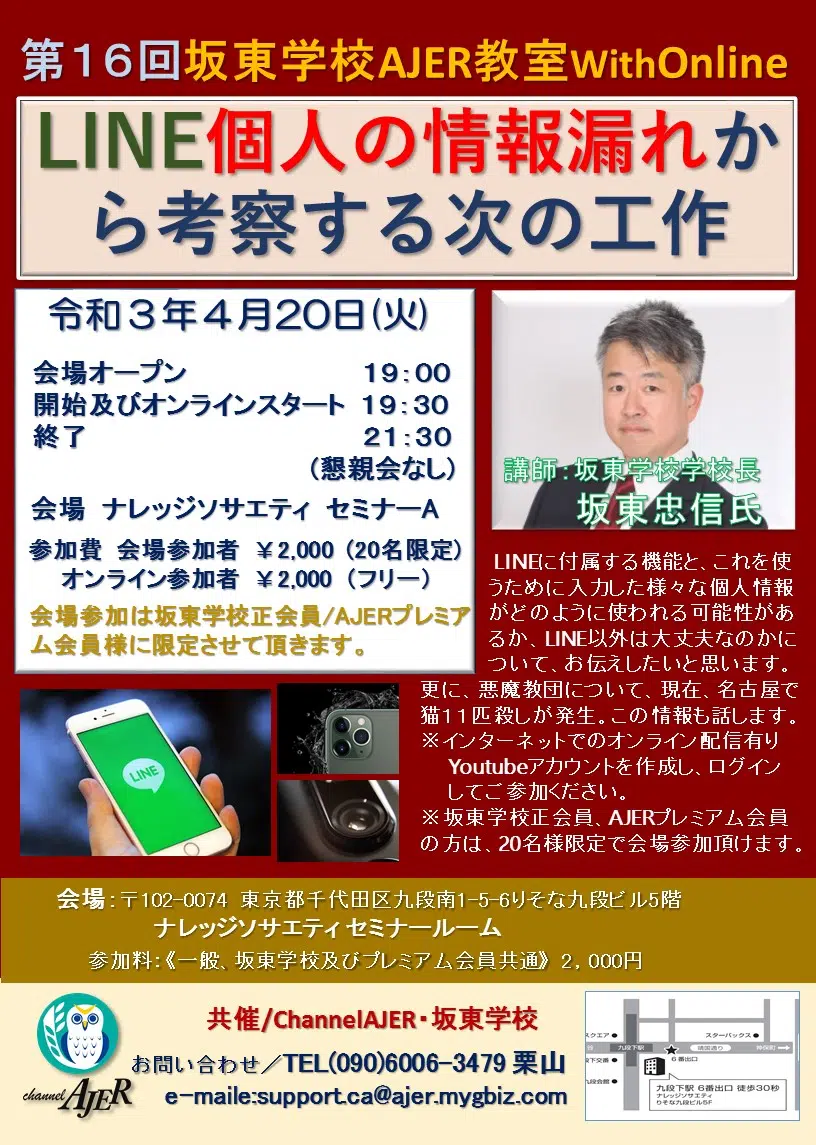 第16回坂東学校AJER教室WithOnline
LINE個人の情報漏れか
ら考察する次の工作
令和3年4月20日(火)
会場オープン 19:00
開始及びオンラインスタート 19:30
終了 21:30
(懇親会なし)
会場 ナレッジソサエティ セミナーA
参加費 会場参加者 ¥2,000 (20名限定)
オンライン参加者 ¥2,000 (フリー)
会場参加は坂東学校正会員/AJERプレミア
ム会員様に限定させて頂きます。
講師:坂東学校学校長
坂東忠信氏
LINEに付属する機能と、これを使
うために入力した様々な個人情報
がどのように使われる可能性があ
るか、LINE以外は大丈夫なのかに
ついて、お伝えしたいと思います。
更に、悪魔教団について、現在、名古屋で
猫11匹殺しが発生。この情報も話します。
※インターネットでのオンライン配信有り
Youtubeアカウントを作成し、ログイン
してご参加ください。
※坂東学校正会員、AJERプレミアム会員
の方は、20名様限定で会場参加頂けます。
LINE
会場:〒102-0074 東京都千代田区九段南1-5-6りそな九段ビル5階
ナレッジソサエティ セミナールーム
参加料:《一般、坂東学校及びプレミアム会員共通》 2,000円
共催/ChannelAJER・坂東学校
お問い合わせ/TEL(090)6006-3479 栗山
e-maile:support.ca@ajer.mygbiz.com
channel AJER
スクエア
スターバックス
九段下駅
靖国通り
神保町
6番出口
下交番
段会館
九段下駅 6番出口 徒歩30秒
ナレッジソサエティ
りそな九段ビル5F